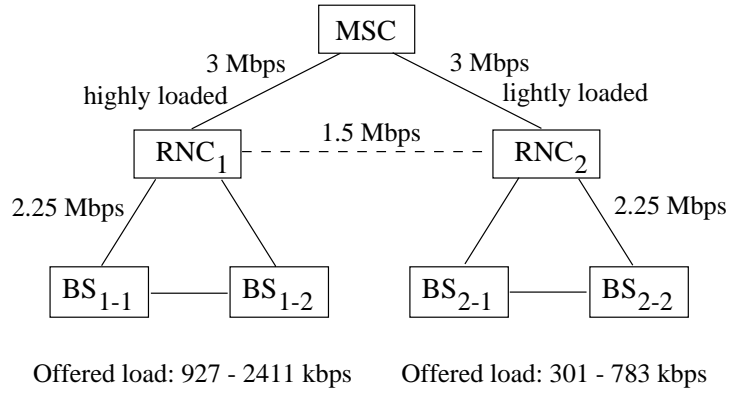 MSC
3 Mbps
3 Mbps
highly loaded
lightly loaded
1.5 Mbps
RNC1
RNC2
2.25 Mbps
2.25 Mbps
BS1-1
BS1-2
BS2-1
BS2-2
Offered load: 927 - 2411 kbps
Offered load: 301 - 783 kbps